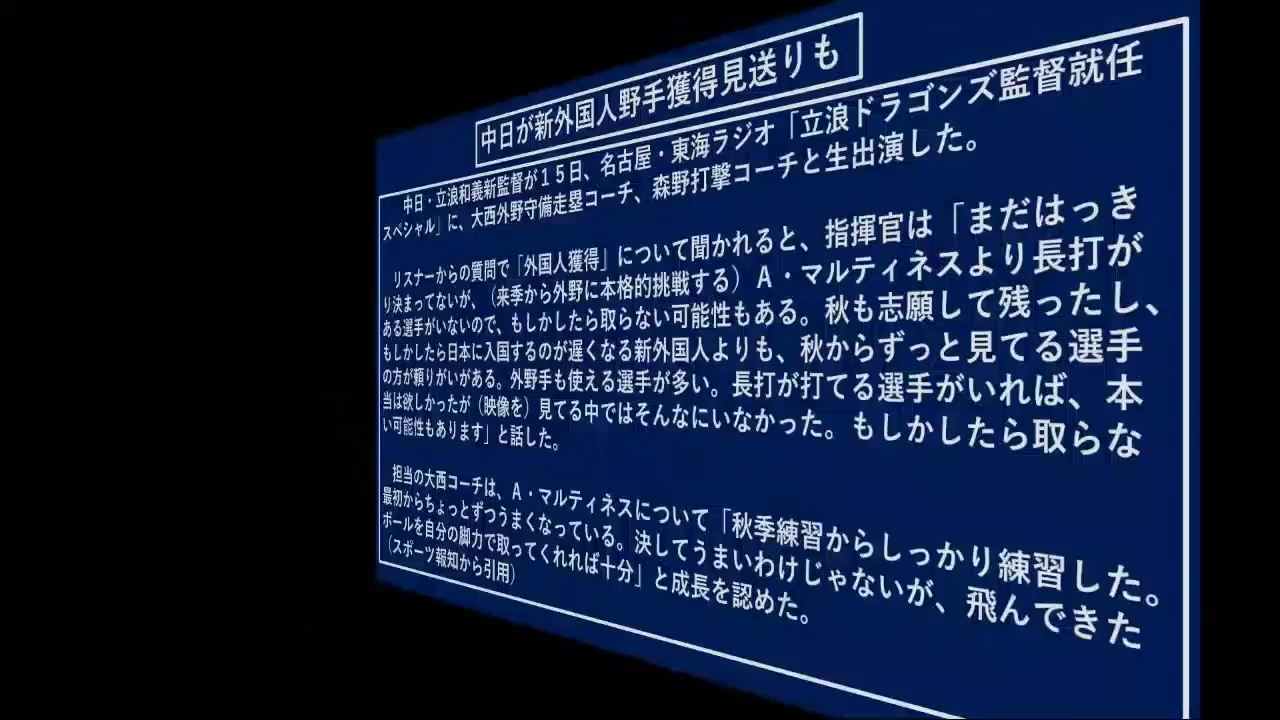 中日が新外国人野手獲得見送りも
中日・立浪和義新監督が１５日、名古屋・東海ラジオ「立浪ドラゴンズ監督就任
スペシャル」に、大西外野守備走塁コーチ、森野打撃コーチと生出演した。
リスナーからの質問で「外国人獲得」について聞かれると、指揮官は「まだはっき
り決まってないが、（来季から外野に本格的挑戦する）Ａ・マルティネスより長打が
ある選手がいないので、もしかしたら取らない可能性もある。秋も志願して残ったし、
もしかしたら日本に入国するのが遅くなる新外国人よりも、秋からずっと見てる選手
の方が頼りがいがある。外野手も使える選手が多い。長打が打てる選手がいれば、本
当は欲しかったが（映像を）見てる中ではそんなにいなかった。もしかしたら取らな
い可能性もあります」と話した。
担当の大西コーチは、Ａ・マルティネスについて「秋季練習からしっかり練習した。
最初からちょっとずつうまくなっている。決してうまいわけじゃないが、飛んできた
ボールを自分の脚力で取ってくれれば十分」と成長を認めた。
（スポーツ報知から引用）